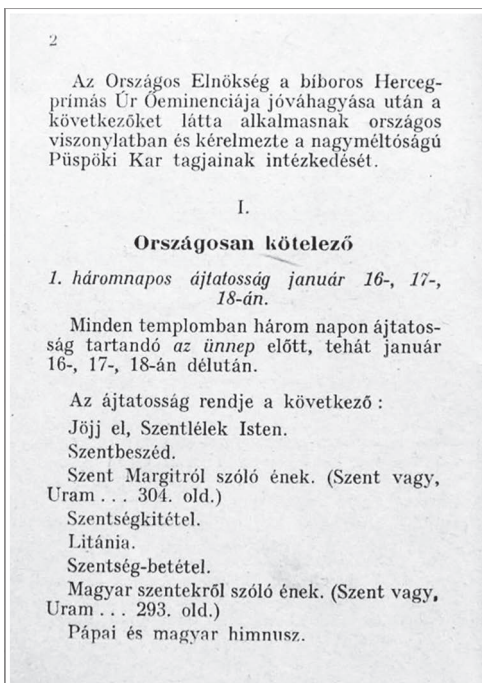 2
Az Országos Elnökség a bíboros Herceg-
prímás Úr Őeminenciája jóváhagyása után a
következőket látta alkalmasnak országos
viszonylatban és kérelmezte a nagyméltóságú
Püspöki Kar tagjainak intézkedését.
I.
Országosan kötelező
1. háromnapos ájtatosság január 16-, 17-,
18-án.
Minden templomban három napon ájtatos-
ság tartandó az ünnep előtt, tehát január
16-, 17-, 18-án délután.
Az ájtatosság rendje a következő :
Jöjj el, Szentlélek Isten.
Szentbeszéd.
Szent Margitról szóló ének. (Szent vagy,
Uram . . . 304. old.)
Szentségkitétel.
Litánia.
Szentség-betétel.
Magyar szentekről szóló ének. (Szent vagy,
Uram . . . 293. old.)
Pápai és magyar himnusz.